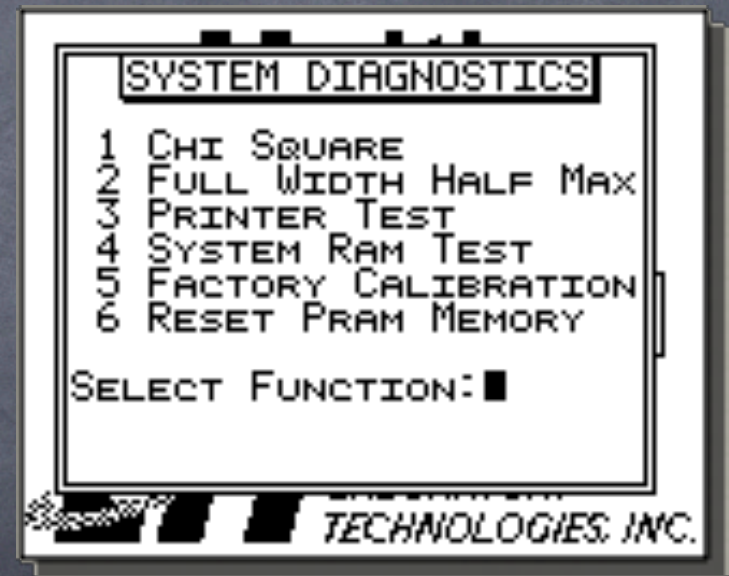 SYSTEM DIAGNOSTICS
1 CHI SQUARE
2 FULL WIDTH HALF MAX
3 PRINTER TEST
4 SYSTEM RAM TEST
5 FACTORY CALIBRATION
6 RESET PRAM MEMORY
SELECT FUNCTION:
TECHNOLOGIES, INC.